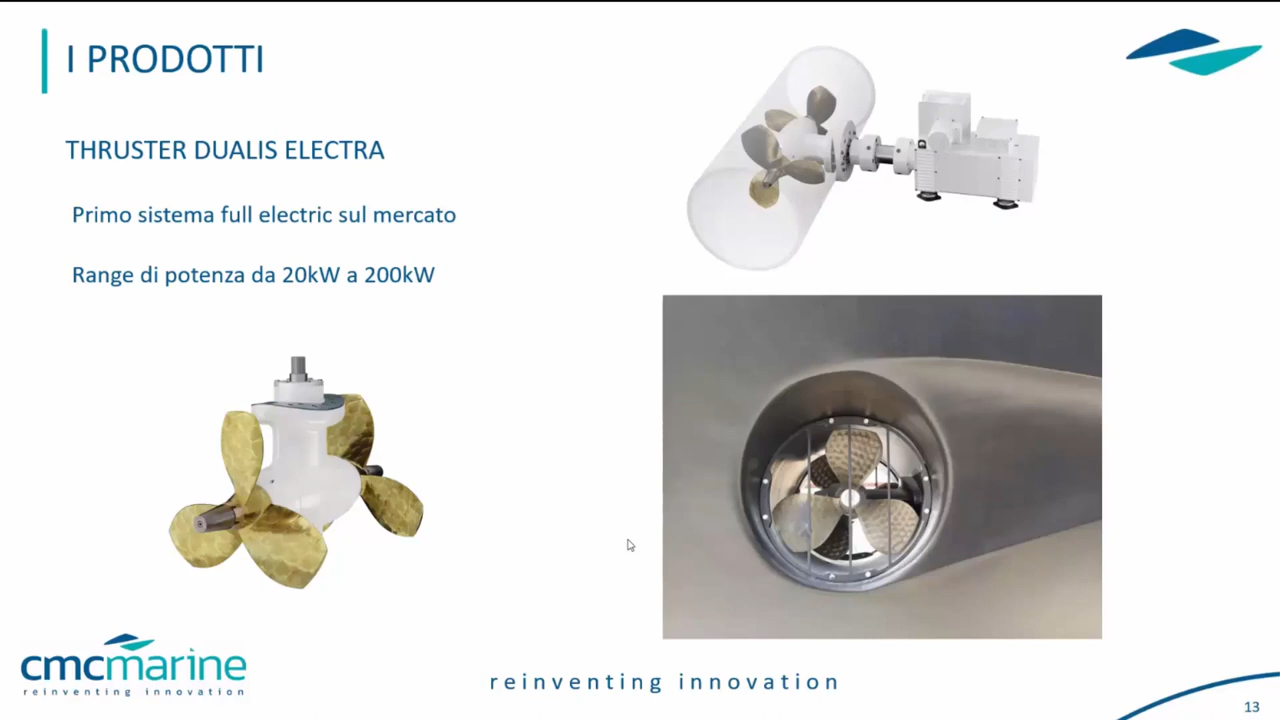 I PRODOTTI
THRUSTER DUALIS ELECTRA
Primo sistema full electric sul mercato
Range di potenza da 20kW a 200kW
cmcmarine
reinventing innovation
reinventing innovation
13